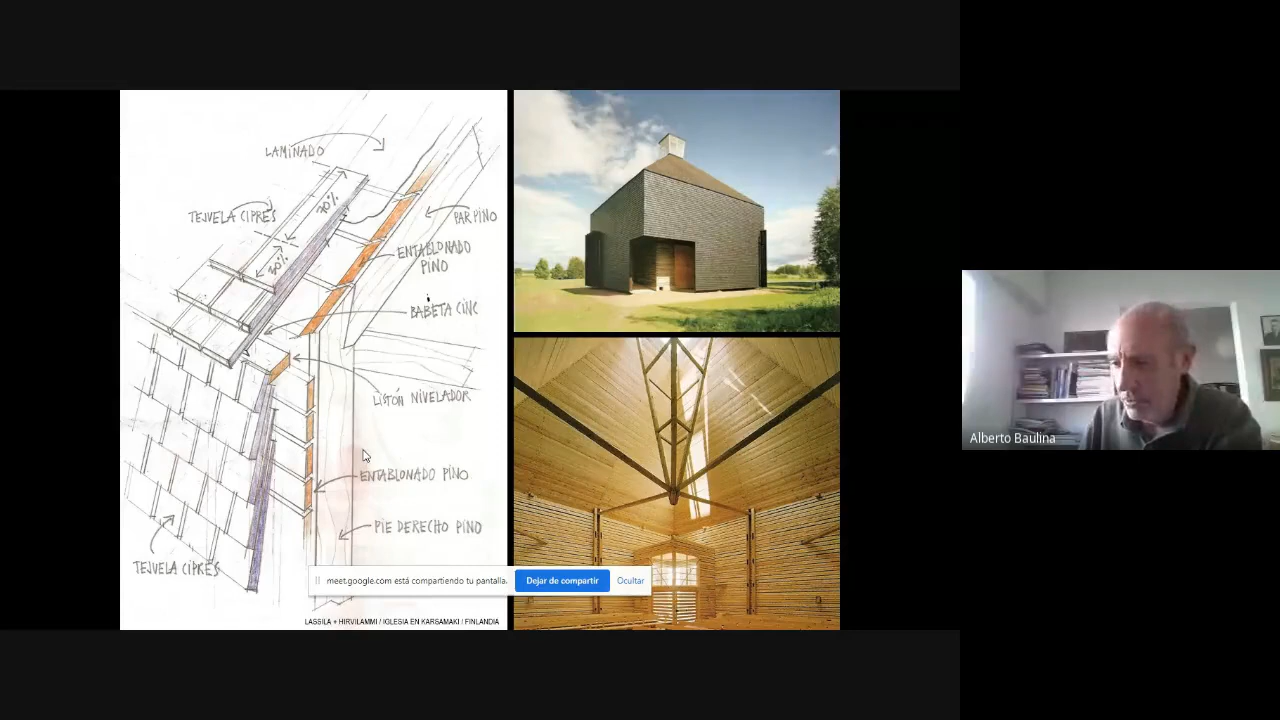 LAMINADO
TEJUELA CIPRÉS
70%
30%
PAR PINO
ENTABLONADO
PINO
BABETA CINC
LISTÓN NIVELADOR
ENTABLONADO PINO
PIE DERECHO PINO
TEJUELA CIPRÉS
meet.google.com está compartiendo tu pantalla.
Dejar de compartir
Ocultar
LASSILA + HIRVILAMMI / IGLESIA EN KARSAMAKI / FINLANDIA
Alberto Baulina